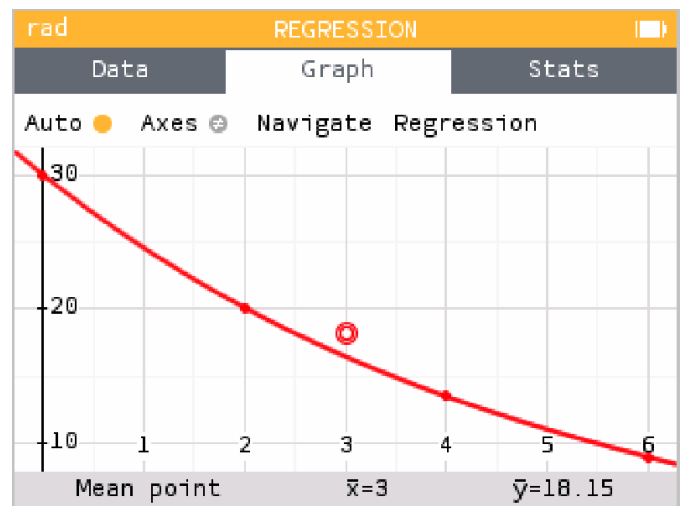 rad REGRESSION
Data Graph Stats
Auto Axes Navigate Regression
30
20
10 1 2 3 4 5 6
Mean point x̅=3 y̅=18.15